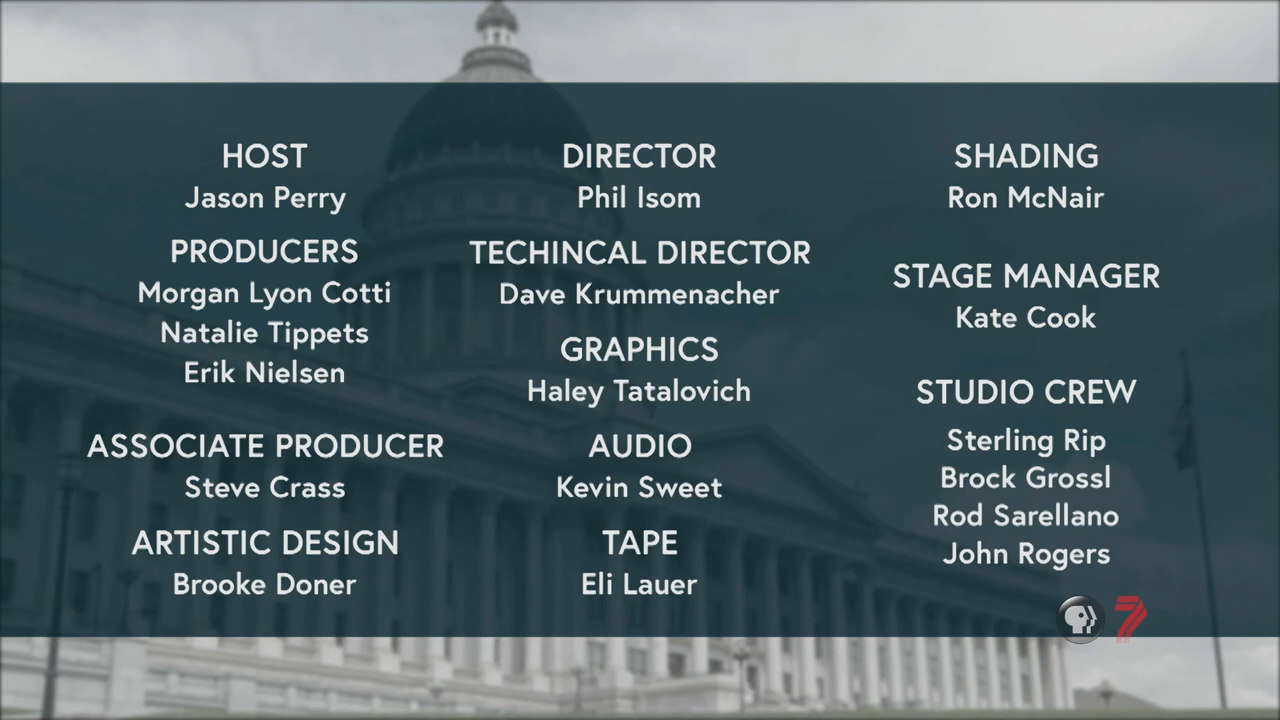 HOST
Jason Perry
PRODUCERS
Morgan Lyon Cotti
Natalie Tippets
Erik Nielsen
ASSOCIATE PRODUCER
Steve Crass
ARTISTIC DESIGN
Brooke Doner
DIRECTOR
Phil Isom
TECHINCAL DIRECTOR
Dave Krummenacher
GRAPHICS
Haley Tatalovich
AUDIO
Kevin Sweet
TAPE
Eli Lauer
SHADING
Ron McNair
STAGE MANAGER
Kate Cook
STUDIO CREW
Sterling Rip
Brock Grossl
Rod Sarellano
John Rogers
7